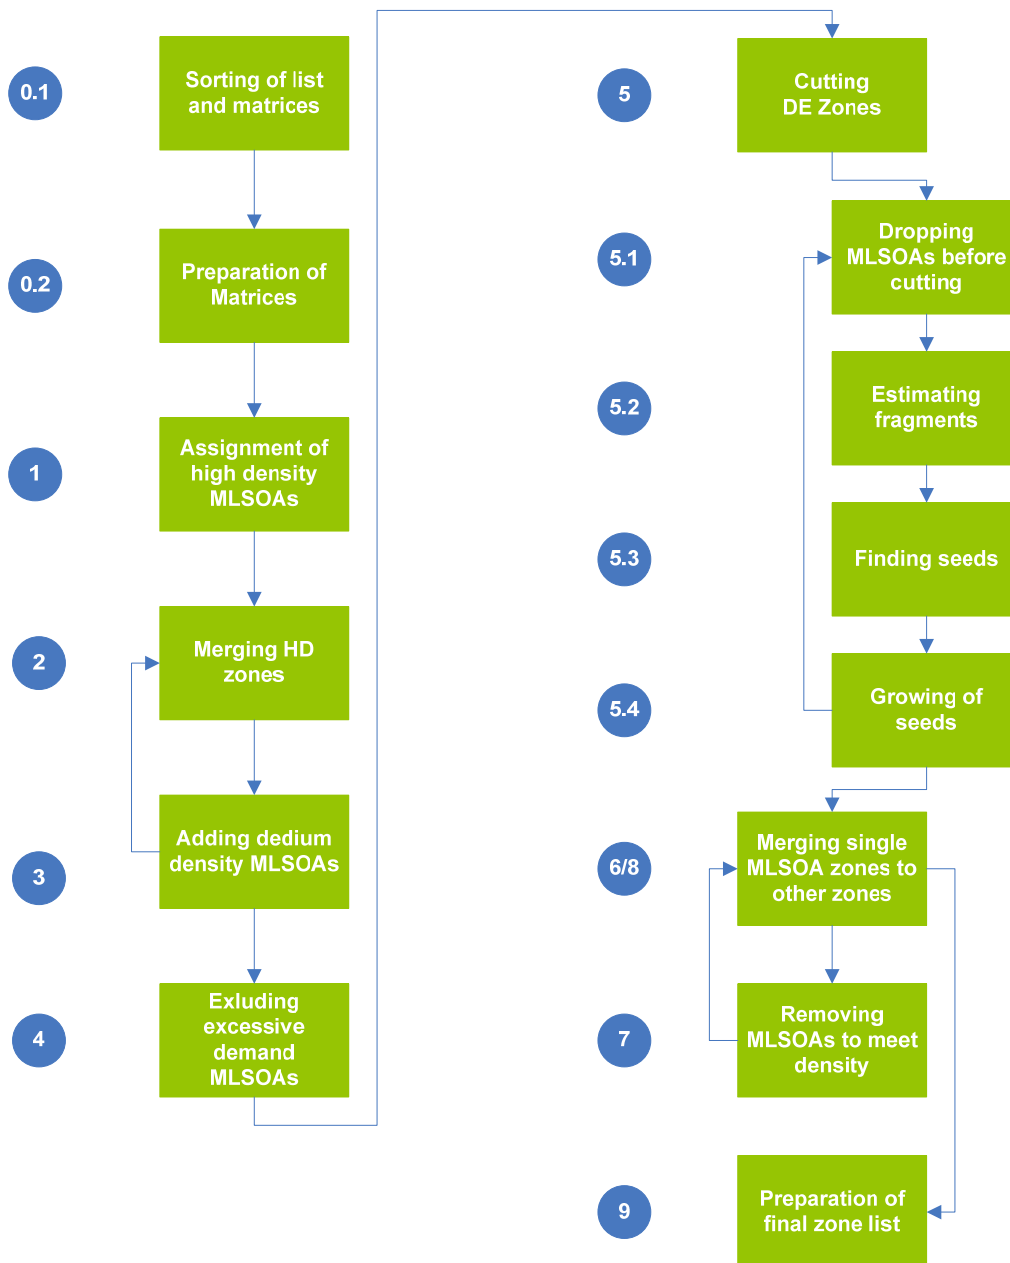 0.1
Sorting of list
and matrices
0.2
Preparation of
Matrices
1
Assignment of
high density
MLSOAs
2
Merging HD
zones
3
Adding dedium
density MLSOAs
4
Exluding
excessive
demand
MLSOAs
5
Cutting
DE Zones
5.1
Dropping
MLSOAs before
cutting
5.2
Estimating
fragments
5.3
Finding seeds
5.4
Growing of
seeds
6/8
Merging single
MLSOA zones to
other zones
7
Removing
MLSOAs to meet
density
9
Preparation of
final zone list